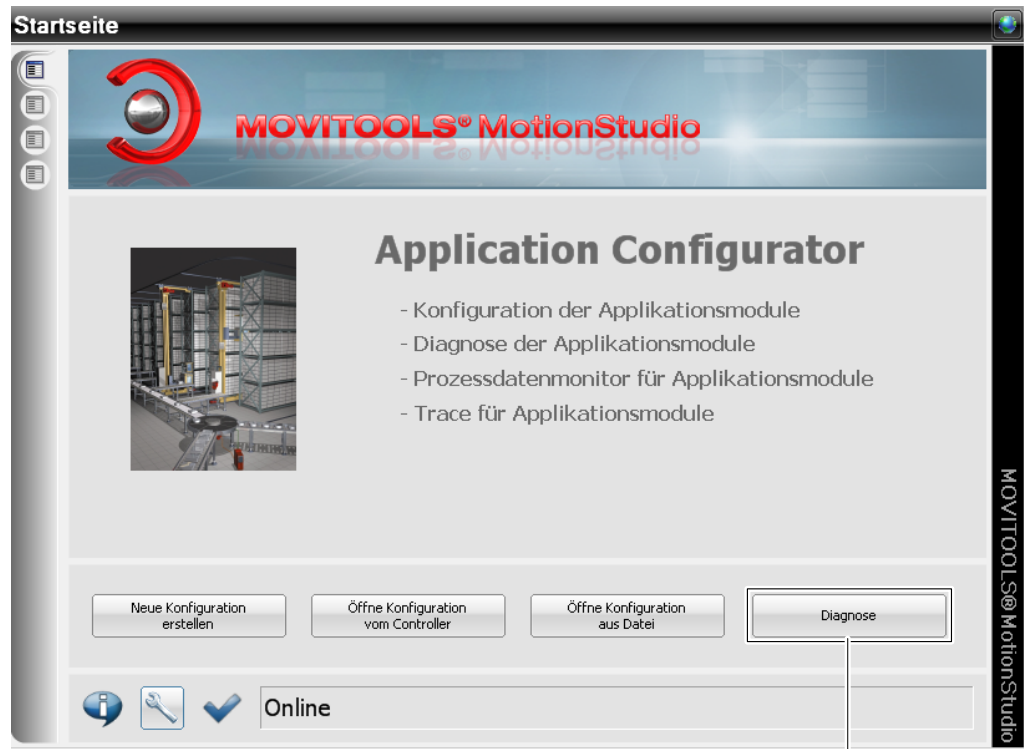 Startseite
MOVITOOLS® MotionStudio
Application Configurator
- Konfiguration der Applikationsmodule
- Diagnose der Applikationsmodule
- Prozessdatenmonitor für Applikationsmodule
- Trace für Applikationsmodule
Neue Konfiguration
erstellen
Öffne Konfiguration
vom Controller
Öffne Konfiguration
aus Datei
Diagnose
Online
MOVITOOLS®MotionStudio